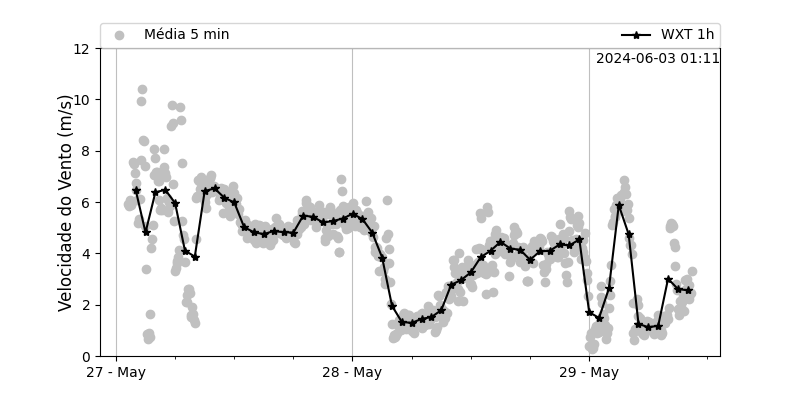 Média 5 min
WXT 1h
2024-06-03 01:11
Velocidade do Vento (m/s)
12
10
8
6
4
2
0
27 - May
28 - May
29 - May